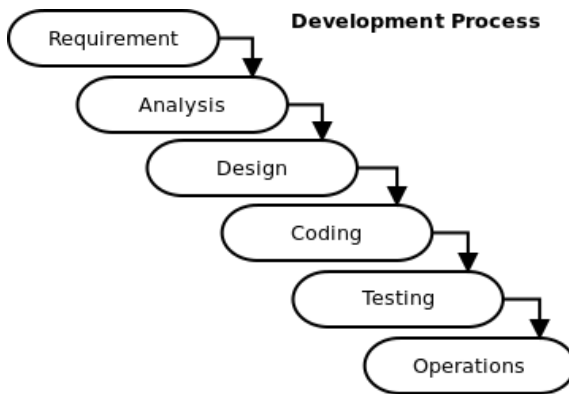 Development Process
Requirement
Analysis
Design
Coding
Testing
Operations